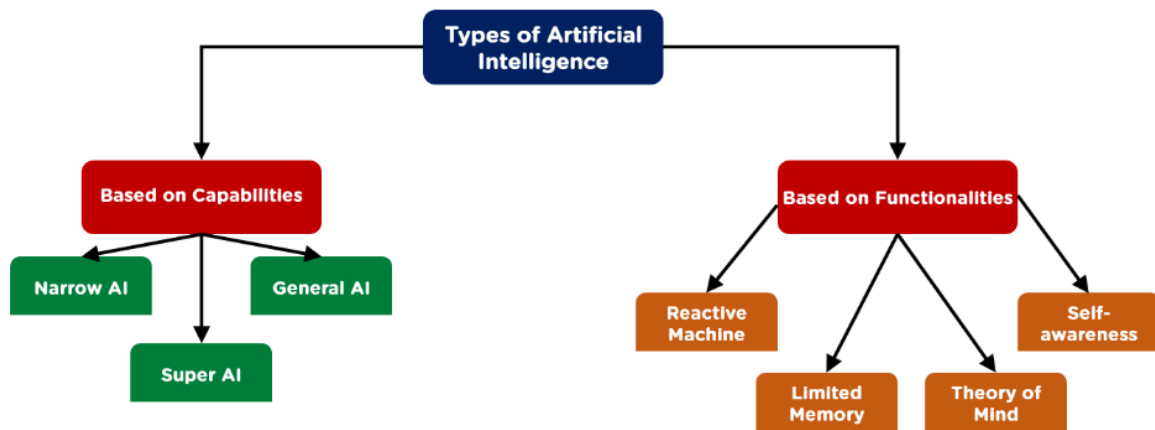 Types of Artificial
Intelligence
Based on Capabilities
Based on Functionalities
Narrow AI
General AI
Super AI
Reactive
Machine
Self-
awareness
Limited
Memory
Theory of
Mind